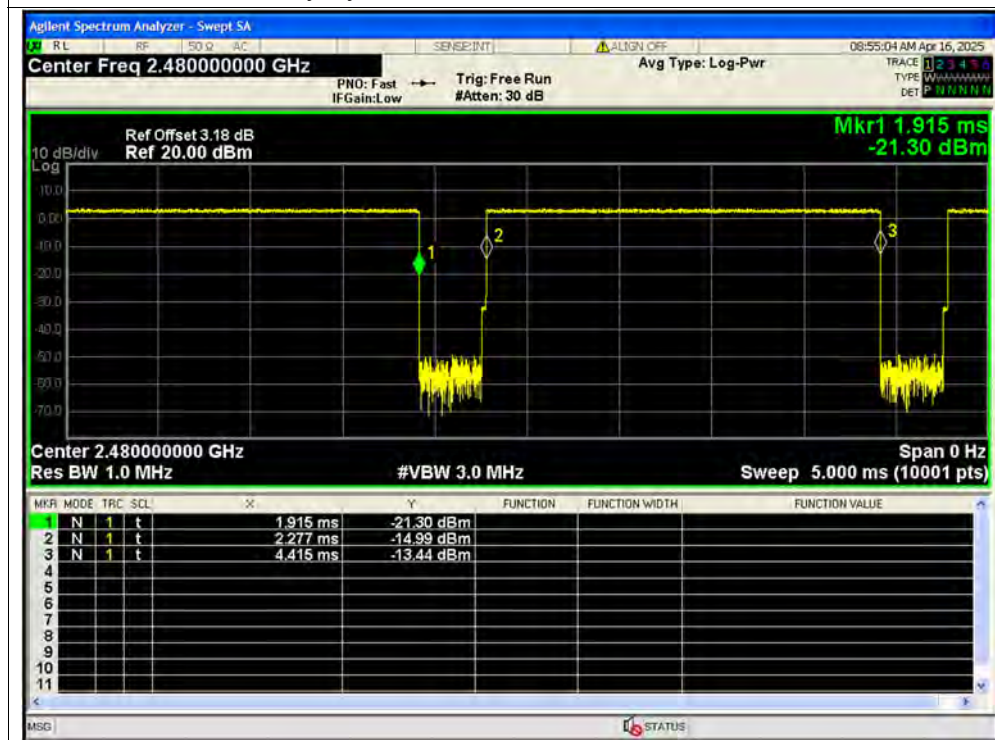 Agilent Spectrum Analyzer - Swept SA
RL RF 50 Ω AC SENSE:INT ALIGN OFF 08:55:04 AM Apr 16, 2025
Center Freq 2.480000000 GHz
PNO: Fast
IFGain:Low
Trig: Free Run
#Atten: 30 dB
Avg Type: Log-Pwr
TRACE 1 2 3 4 5 6
TYPE W
DET P N N N N N
Mkr1 1.915 ms
-21.30 dBm
Ref Offset 3.18 dB
10 dB/div Ref 20.00 dBm
Log
10.0
0.00
-10.0
-20.0
-30.0
-40.0
-50.0
-60.0
-70.0
1
2
3
Center 2.480000000 GHz Span 0 Hz
Res BW 1.0 MHz #VBW 3.0 MHz Sweep 5.000 ms (10001 pts)
MKR MODE TRC SCL X Y FUNCTION FUNCTION WIDTH FUNCTION VALUE
1 N 1 t 1.915 ms -21.30 dBm
2 N 1 t 2.277 ms -14.99 dBm
3 N 1 t 4.415 ms -13.44 dBm
4
5
6
7
8
9
10
11
MSG STATUS